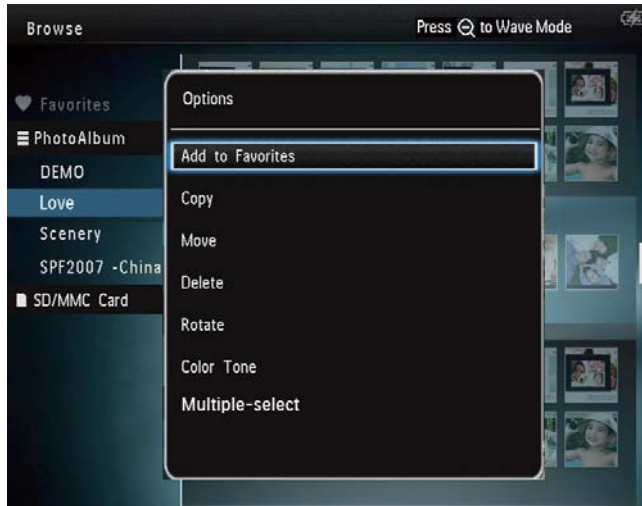 Browse
Press to Wave Mode
Favorites
PhotoAlbum
DEMO
Love
Scenery
SPF2007 -China
SD/MMC Card
Options
Add to Favorites
Copy
Move
Delete
Rotate
Color Tone
Multiple-select